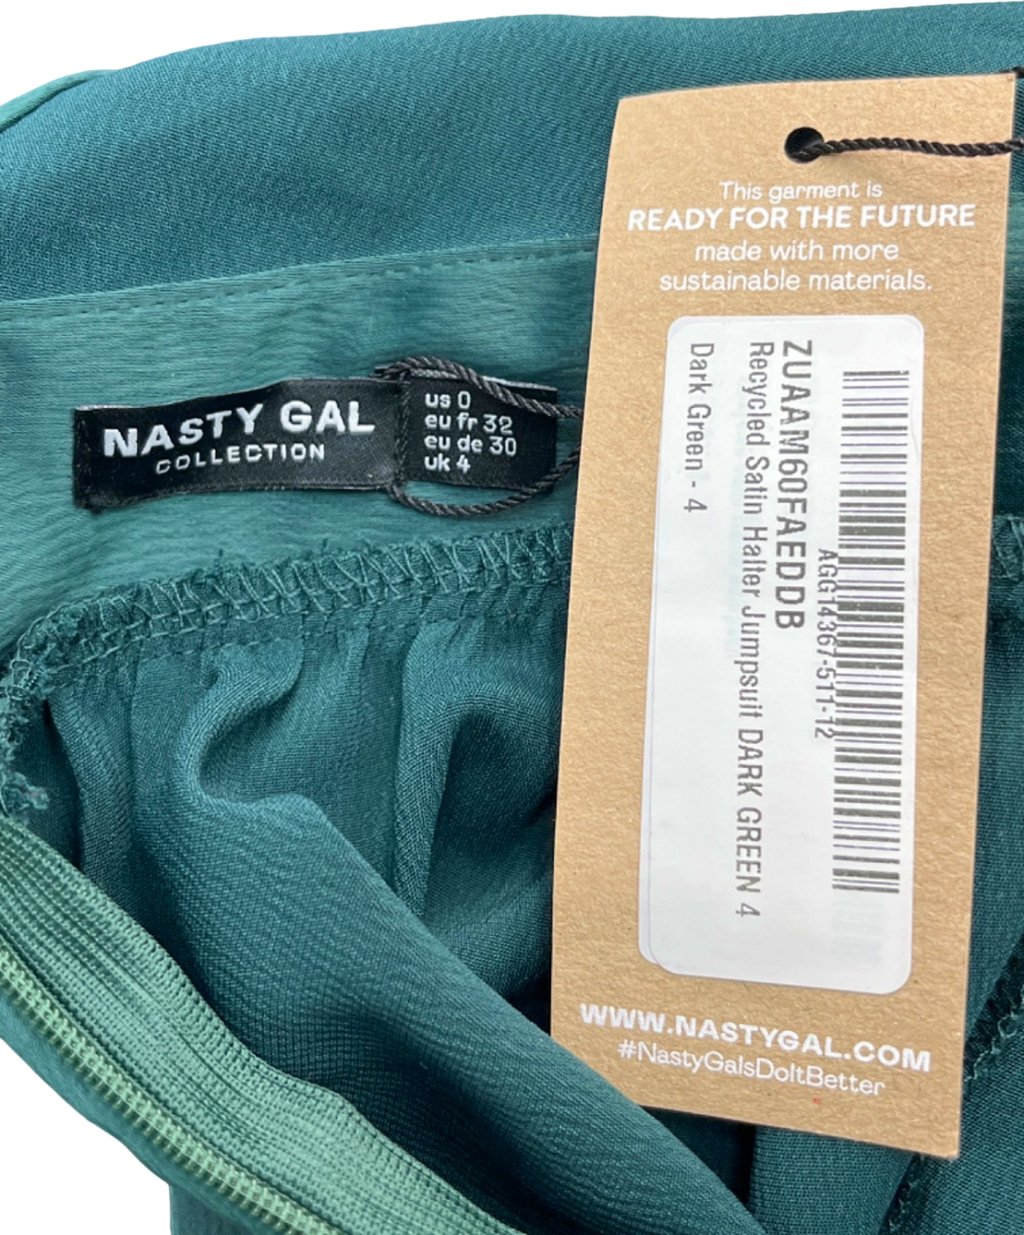 NASTY GAL
COLLECTION
us 0
eu fr 32
eu de 30
uk 4
This garment is
READY FOR THE FUTURE
made with more
sustainable materials.
AGG14367-511-12
ZUAAM60FAEDDB
Recycled Satin Halter Jumpsuit DARK GREEN 4
Dark Green - 4
WWW.NASTYGAL.COM
#NastyGalsDoItBetter